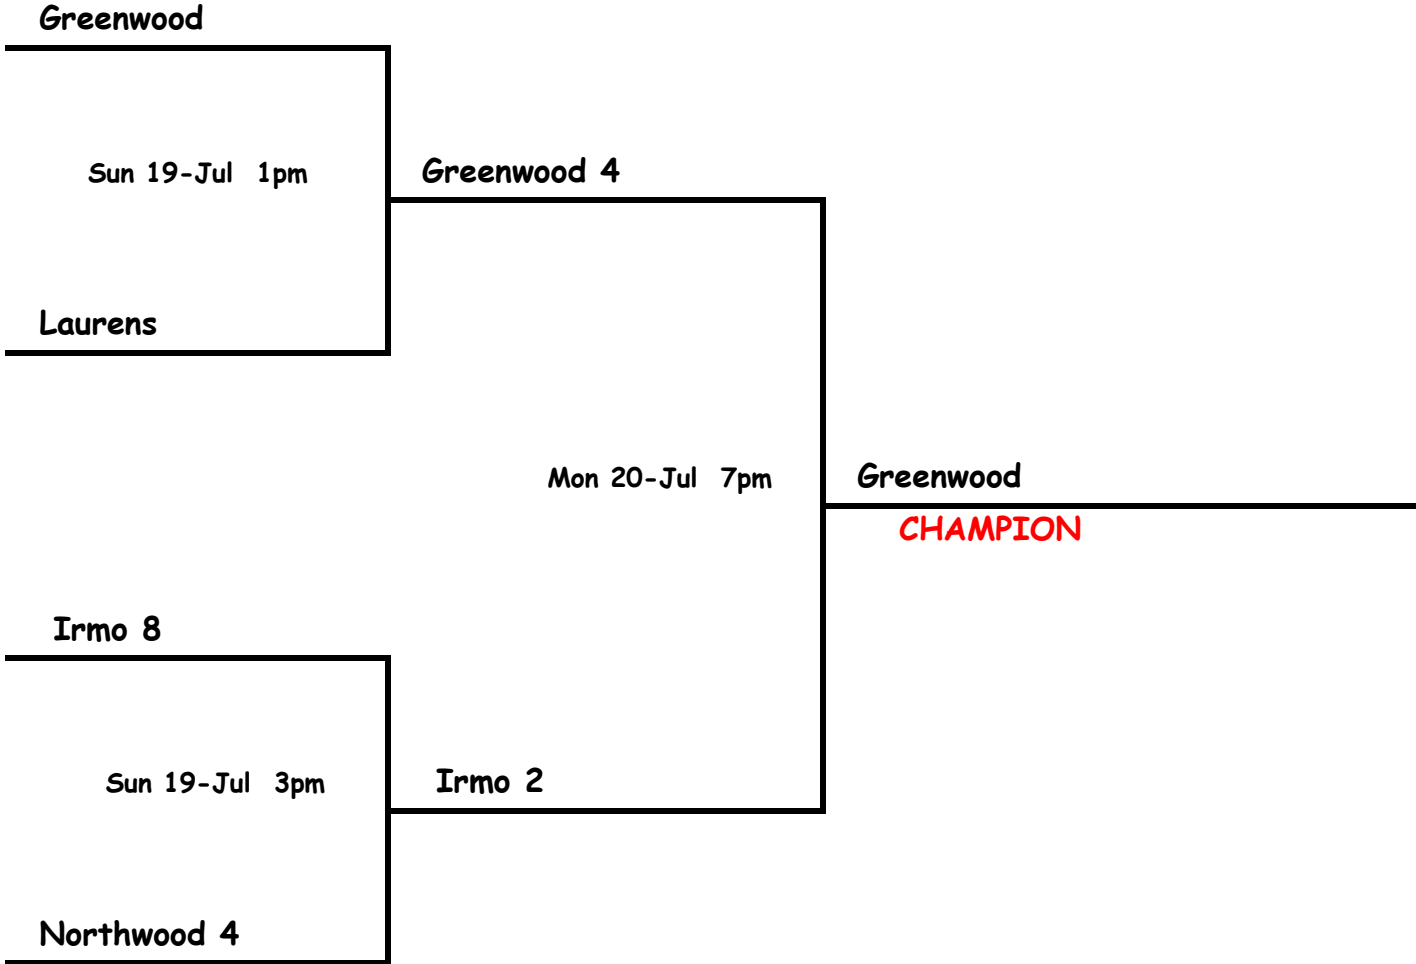 Greenwood
Sun 19-Jul 1pm
Greenwood 4
Laurens
Mon 20-Jul 7pm
Greenwood
CHAMPION
Irmo 8
Sun 19-Jul 3pm
Irmo 2
Northwood 4